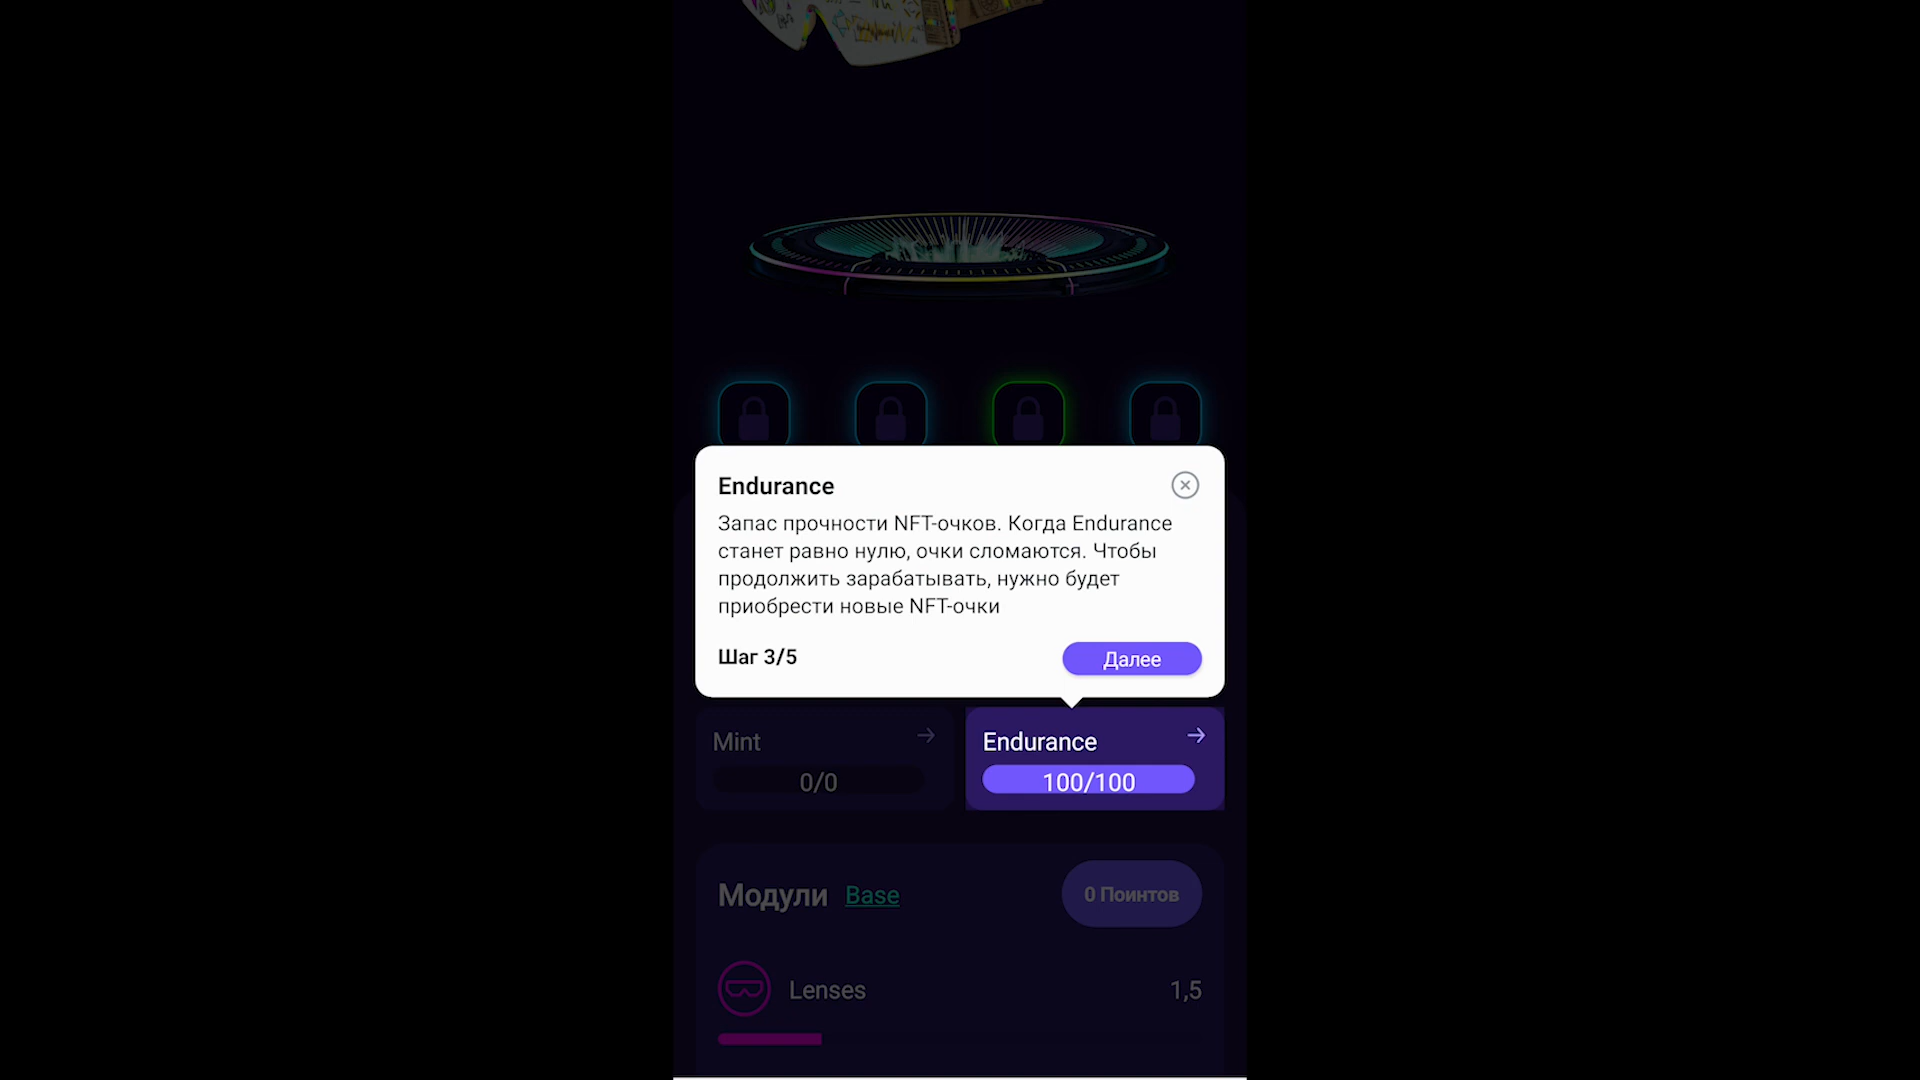 Endurance
Запас прочности NFT-очков. Когда Endurance
станет равно нулю, очки сломаются. Чтобы
продолжить зарабатывать, нужно будет
приобрести новые NFT-очки
Шаг 3/5
Далее
Mint
0/0
Endurance
100/100
Модули Base
0 Поинтов
Lenses
1,5